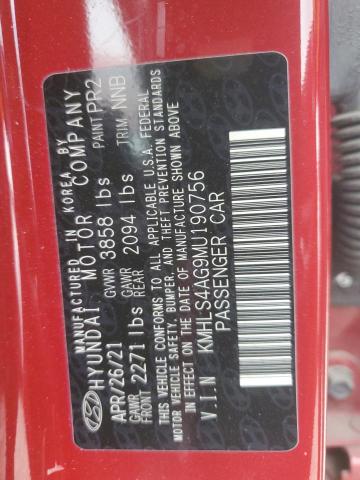 MANUFACTURED IN KOREA BY
HYUNDAI MOTOR COMPANY
APR/26/21 GVWR 3858 lbs PAINT PR2
GAWR FRONT 2271 lbs GAWR REAR 2094 lbs TRIM NNB
THIS VEHICLE CONFORMS TO ALL APPLICABLE U.S.A. FEDERAL
MOTOR VEHICLE SAFETY, BUMPER, AND THEFT PREVENTION STANDARDS
IN EFFECT ON THE DATE OF MANUFACTURE SHOWN ABOVE.
V.I.N KMHLS4AG9MU190756
PASSENGER CAR